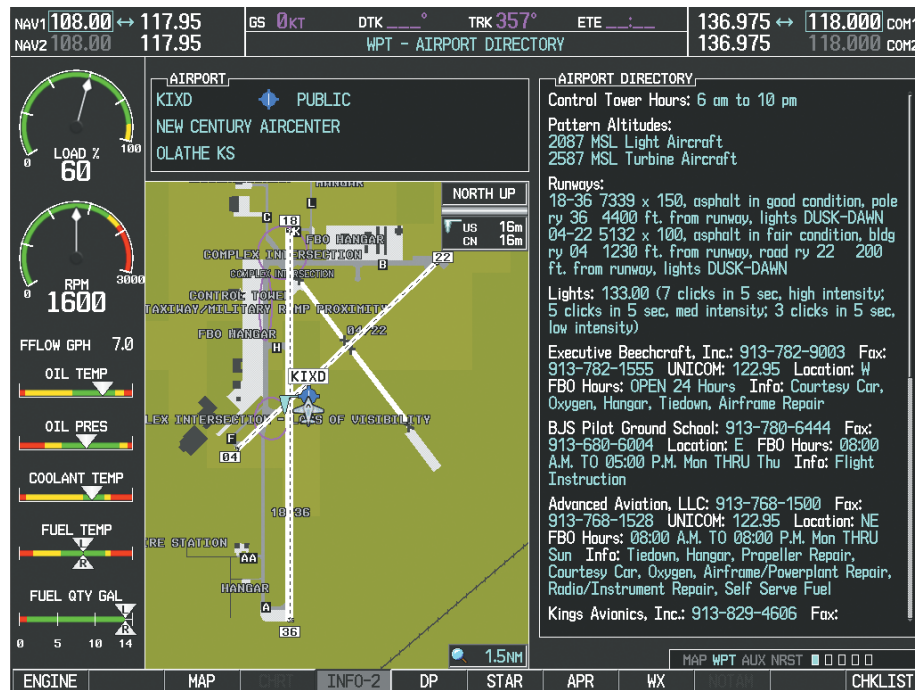 NAV1 108.00 ↔ 117.95
NAV2 108.00 117.95
GS 0KT DTK ___° TRK 357° ETE __:__
WPT - AIRPORT DIRECTORY
136.975 ↔ 118.000 COM1
136.975 118.000 COM2
0 100
LOAD %
60
0 3000
RPM
1600
FFLOW GPH 7.0
OIL TEMP
OIL PRES
COOLANT TEMP
FUEL TEMP
L
R
FUEL QTY GAL
L
R
0 5 10 14
AIRPORT
KIXD PUBLIC
NEW CENTURY AIRCENTER
OLATHE KS
NORTH UP
US 16m
CN 16m
HANGAR
L
C
18
K
FBO HANGAR
COMPLEX INTERSECTION
B
22
COMPLEX INTERSECTION
CONTROL TOWER
TAXIWAY/MILITARY RAMP PROXIMITY
04-22
FBO HANGAR
H
KIXD
COMPLEX INTERSECTION - LOSS OF VISIBILITY
F
04
18-36
FIRE STATION
AA
HANGAR
A
36
1.5NM
AIRPORT DIRECTORY
Control Tower Hours: 6 am to 10 pm
Pattern Altitudes:
2087 MSL Light Aircraft
2587 MSL Turbine Aircraft
Runways:
18-36 7339 x 150, asphalt in good condition, pole
ry 36 4400 ft. from runway, lights DUSK-DAWN
04-22 5132 x 100, asphalt in fair condition, bldg
ry 04 1230 ft. from runway, road ry 22 200
ft. from runway, lights DUSK-DAWN
Lights: 133.00 (7 clicks in 5 sec, high intensity;
5 clicks in 5 sec, med intensity; 3 clicks in 5 sec,
low intensity)
Executive Beechcraft, Inc.: 913-782-9003 Fax:
913-782-1555 UNICOM: 122.95 Location: W
FBO Hours: OPEN 24 Hours Info: Courtesy Car,
Oxygen, Hangar, Tiedown, Airframe Repair
BJS Pilot Ground School: 913-780-6444 Fax:
913-680-6004 Location: E FBO Hours: 08:00
A.M. TO 05:00 P.M. Mon THRU Thu Info: Flight
Instruction
Advanced Aviation, LLC: 913-768-1500 Fax:
913-768-1528 UNICOM: 122.95 Location: NE
FBO Hours: 08:00 A.M. TO 08:00 P.M. Mon THRU
Sun Info: Tiedown, Hangar, Propeller Repair,
Courtesy Car, Oxygen, Airframe/Powerplant Repair,
Radio/Instrument Repair, Self Serve Fuel
Kings Avionics, Inc.: 913-829-4606 Fax:
MAP WPT AUX NRST
ENGINE MAP CHRT INFO-2 DP STAR APR WX NOTAM CHKLIST